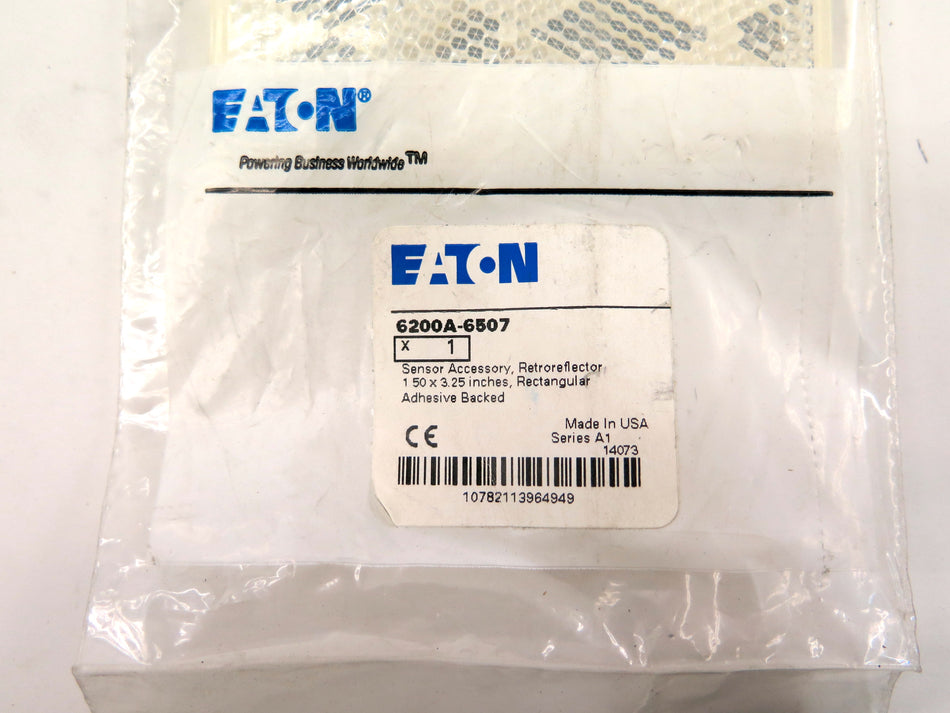 EATON®
Powering Business Worldwide™
EATON
6200A-6507
x 1
Sensor Accessory, Retroreflector
1 50 x 3.25 inches, Rectangular
Adhesive Backed
Made In USA
CE Series A1
14073
10782113964949